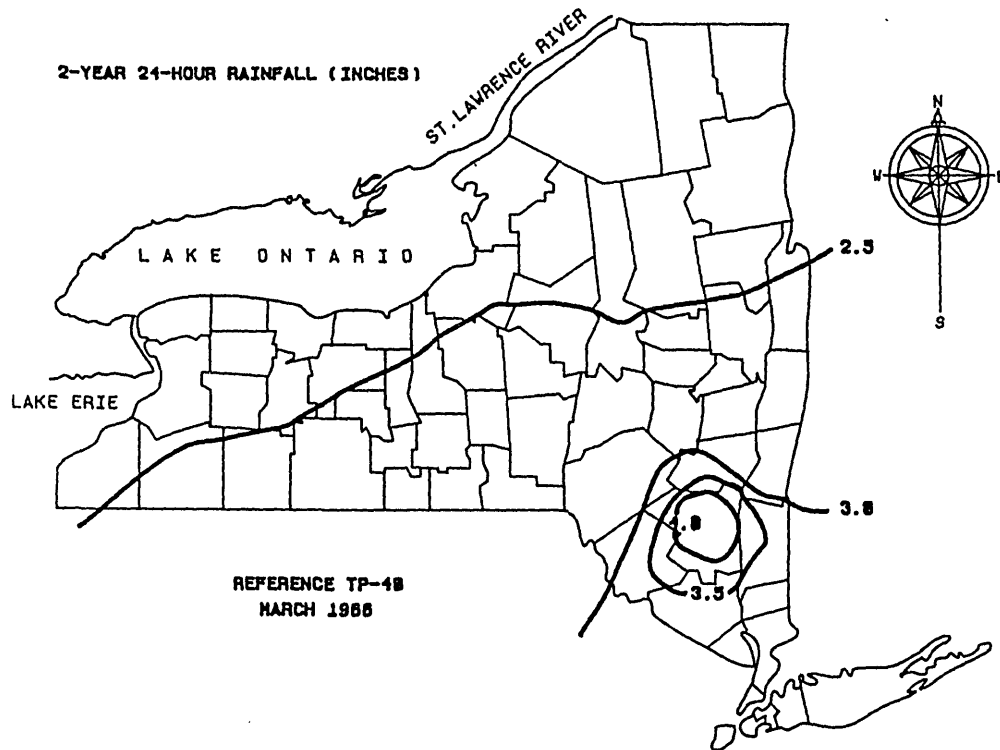 2-YEAR 24-HOUR RAINFALL (INCHES)
ST.LAWRENCE RIVER
N
W
S
LAKE ONTARIO
2.5
LAKE ERIE
3.0
3.5
REFERENCE TP-40
MARCH 1966